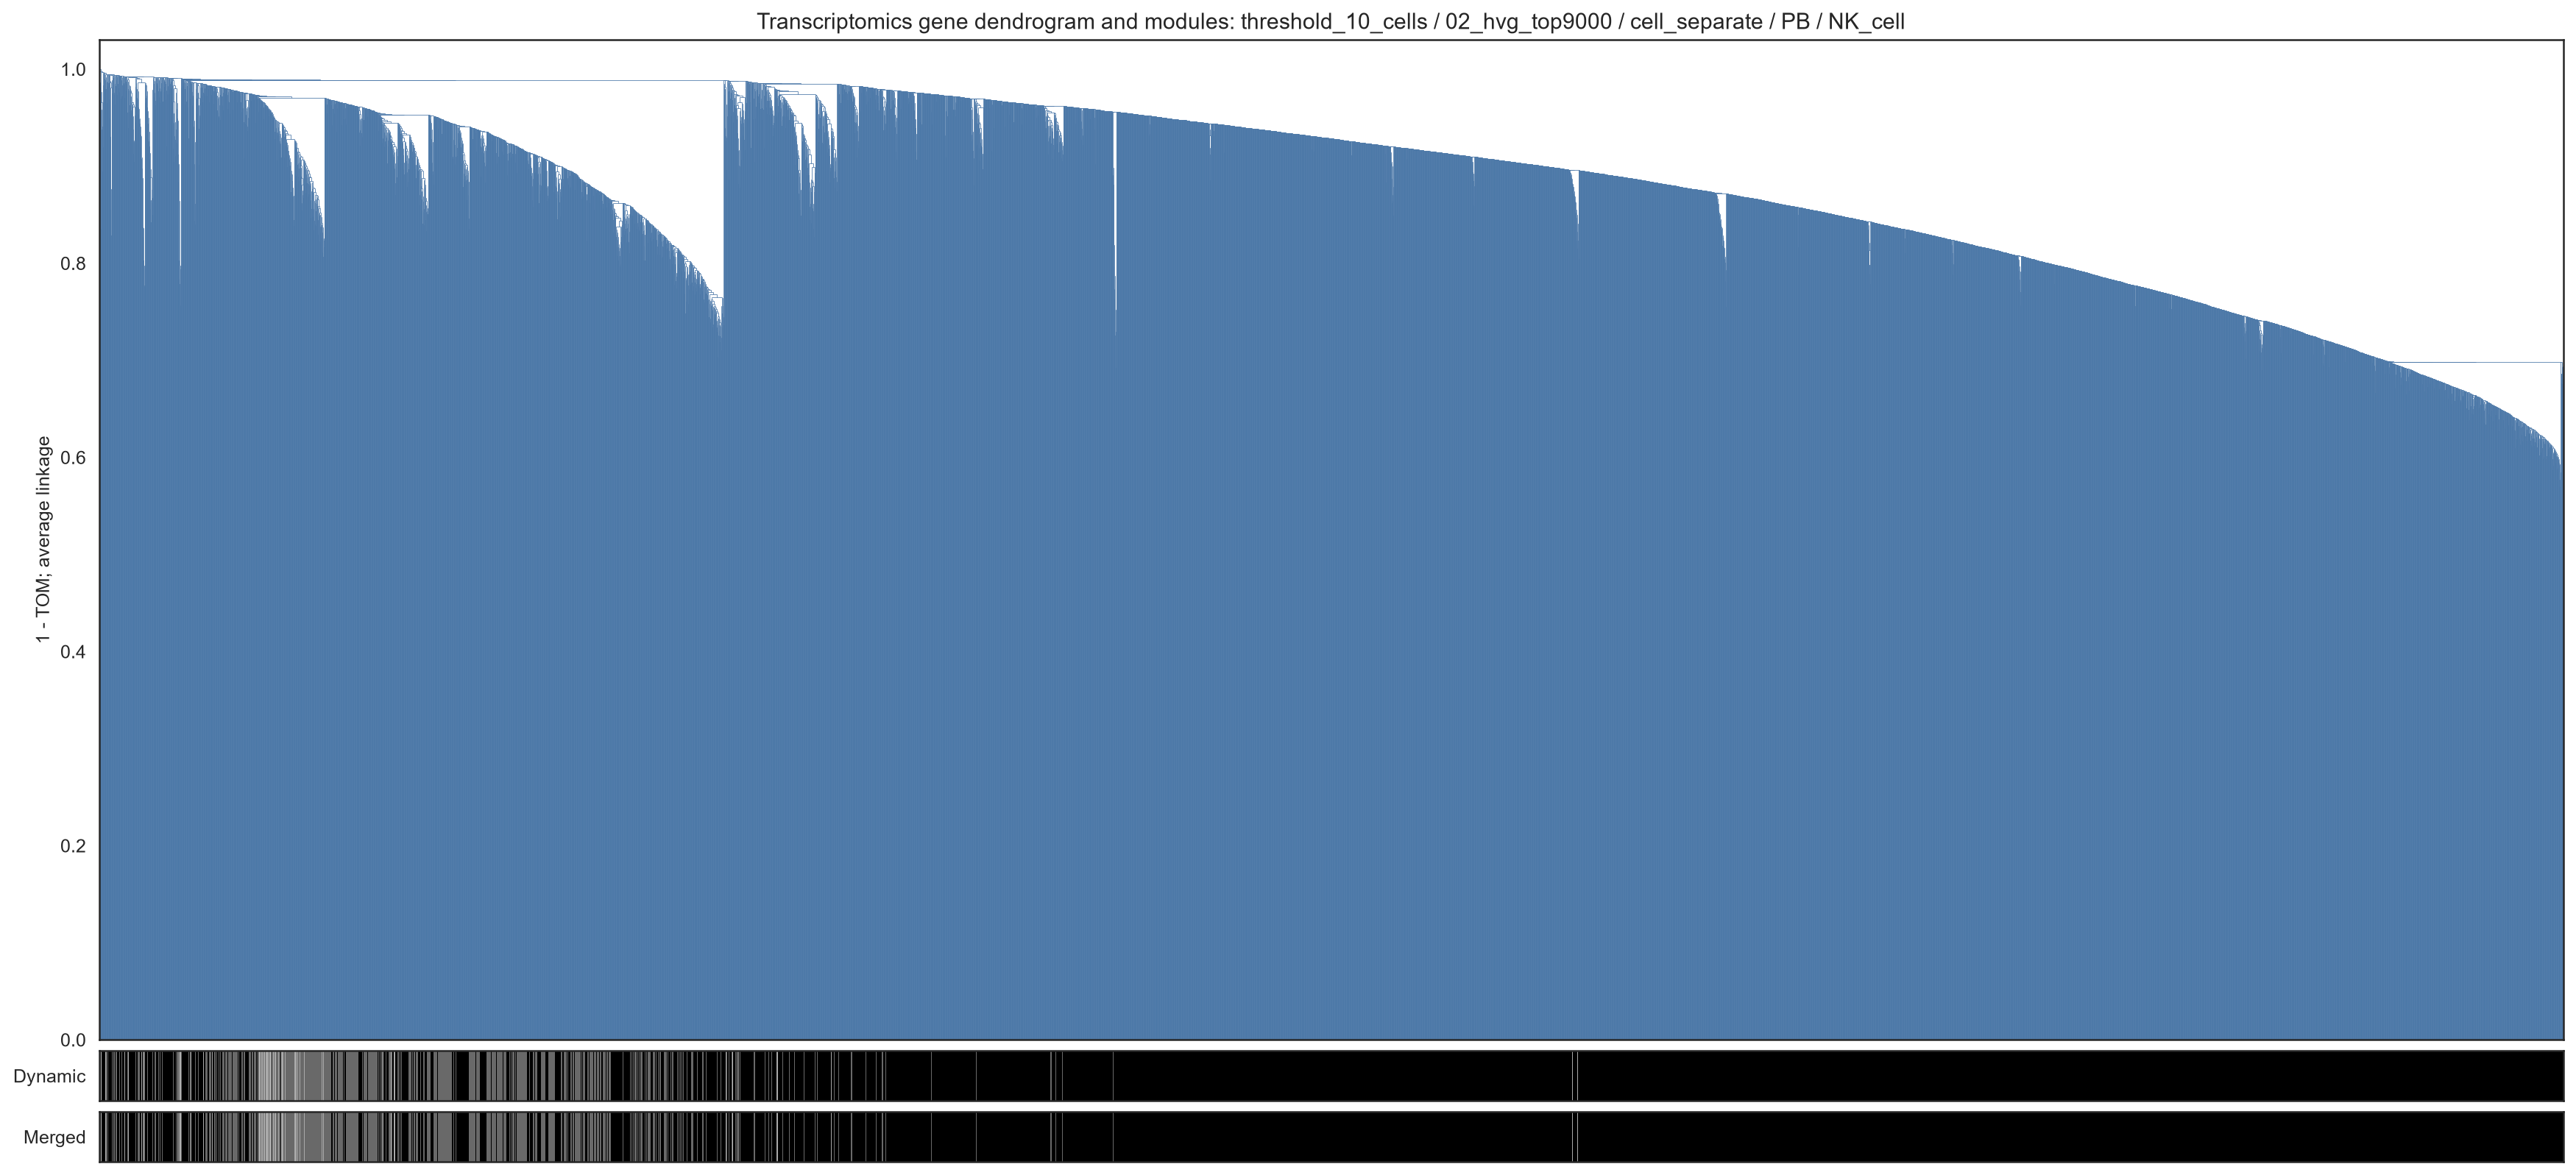 Transcriptomics gene dendrogram and modules: threshold_10_cells / 02_hvg_top9000 / cell_separate / PB / NK_cell
1.0
0.8
0.6
0.4
0.2
0.0
1 - TOM; average linkage
Dynamic
Merged